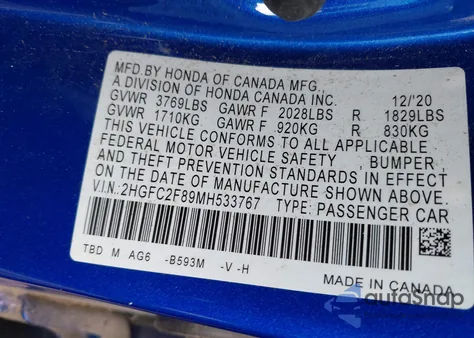 MFD.BY HONDA OF CANADA MFG.,
A DIVISION OF HONDA CANADA INC. 12/'20
GVWR 3769LBS GAWR F 2028LBS R 1829LBS
GVWR 1710KG GAWR F 920KG R 830KG
THIS VEHICLE CONFORMS TO ALL APPLICABLE
FEDERAL MOTOR VEHICLE SAFETY , BUMPER,
AND THEFT PREVENTION STANDARDS IN EFFECT
ON THE DATE OF MANUFACTURE SHOWN ABOVE.
V.I.N.:2HGFC2F89MH533767 TYPE: PASSENGER CAR
TBD M AG6 -B593M -V -H
MADE IN CANADA
autoSnap